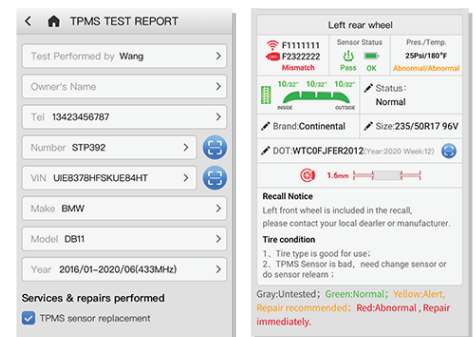 TPMS TEST REPORT
Test Performed by Wang
Owner's Name
Tel 13423456787
Number STP392
VIN UIE8378HFSKUE84HT
Make BMW
Model DB11
Year 2016/01-2020/06(433MHz)
Services & repairs performed
TPMS sensor replacement
Left rear wheel
F1111111
F2322222
Mismatch
Sensor Status
Pass OK
Pres./Temp.
25Psi/180°F
Abnormal/Abnormal
10/32" 10/32" 10/32"
INSIDE OUTSIDE
Status:
Normal
Brand:Continental
Size:235/50R17 96V
DOT:WTC0FJFER2012(Year:2020 Week:12)
1.6mm
Recall Notice
Left front wheel is included in the recall,
please contact your local dealer or manufacturer.
Tire condition
1、Tire type is good for use;
2、TPMS Sensor is bad, need change sensor or
do sensor relearn ;
Gray:Untested; Green:Normal; Yellow:Alert,
Repair recommended; Red:Abnormal , Repair
immediately.